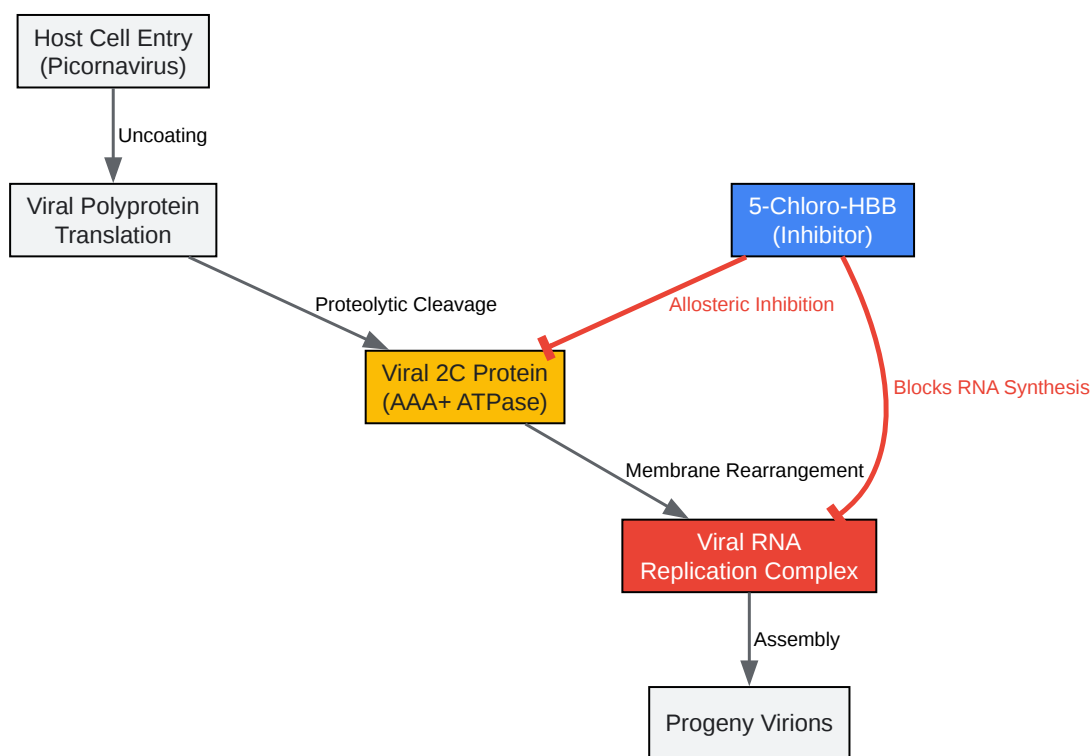 Host Cell Entry
(Picornavirus)
Uncoating
Viral Polyprotein
Translation
5-Chloro-HBB
(Inhibitor)
Proteolytic Cleavage
Allosteric Inhibition
Viral 2C Protein
(AAA+ ATPase)
Blocks RNA Synthesis
Membrane Rearrangement
Viral RNA
Replication Complex
Assembly
Progeny Virions